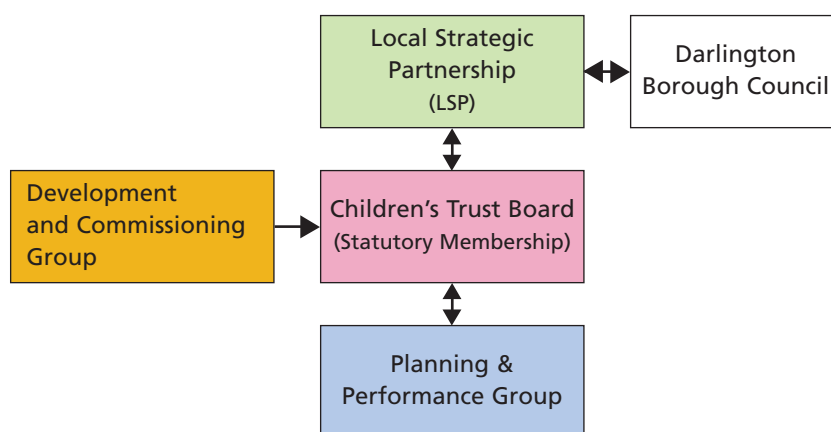 Local Strategic
Partnership
(LSP)
Darlington
Borough Council
Development
and Commissioning
Group
Children’s Trust Board
(Statutory Membership)
Planning &
Performance Group